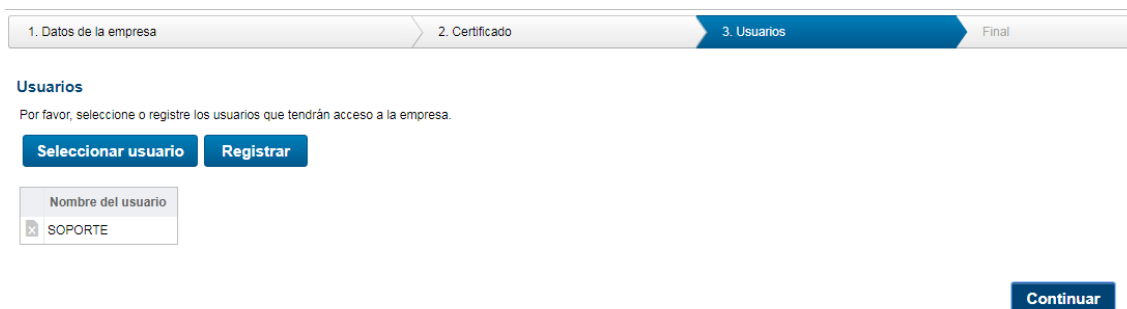 1. Datos de la empresa 2. Certificado 3. Usuarios Final
Usuarios
Por favor, seleccione o registre los usuarios que tendrán acceso a la empresa.
Seleccionar usuario Registrar
Nombre del usuario
SOPORTE
Continuar